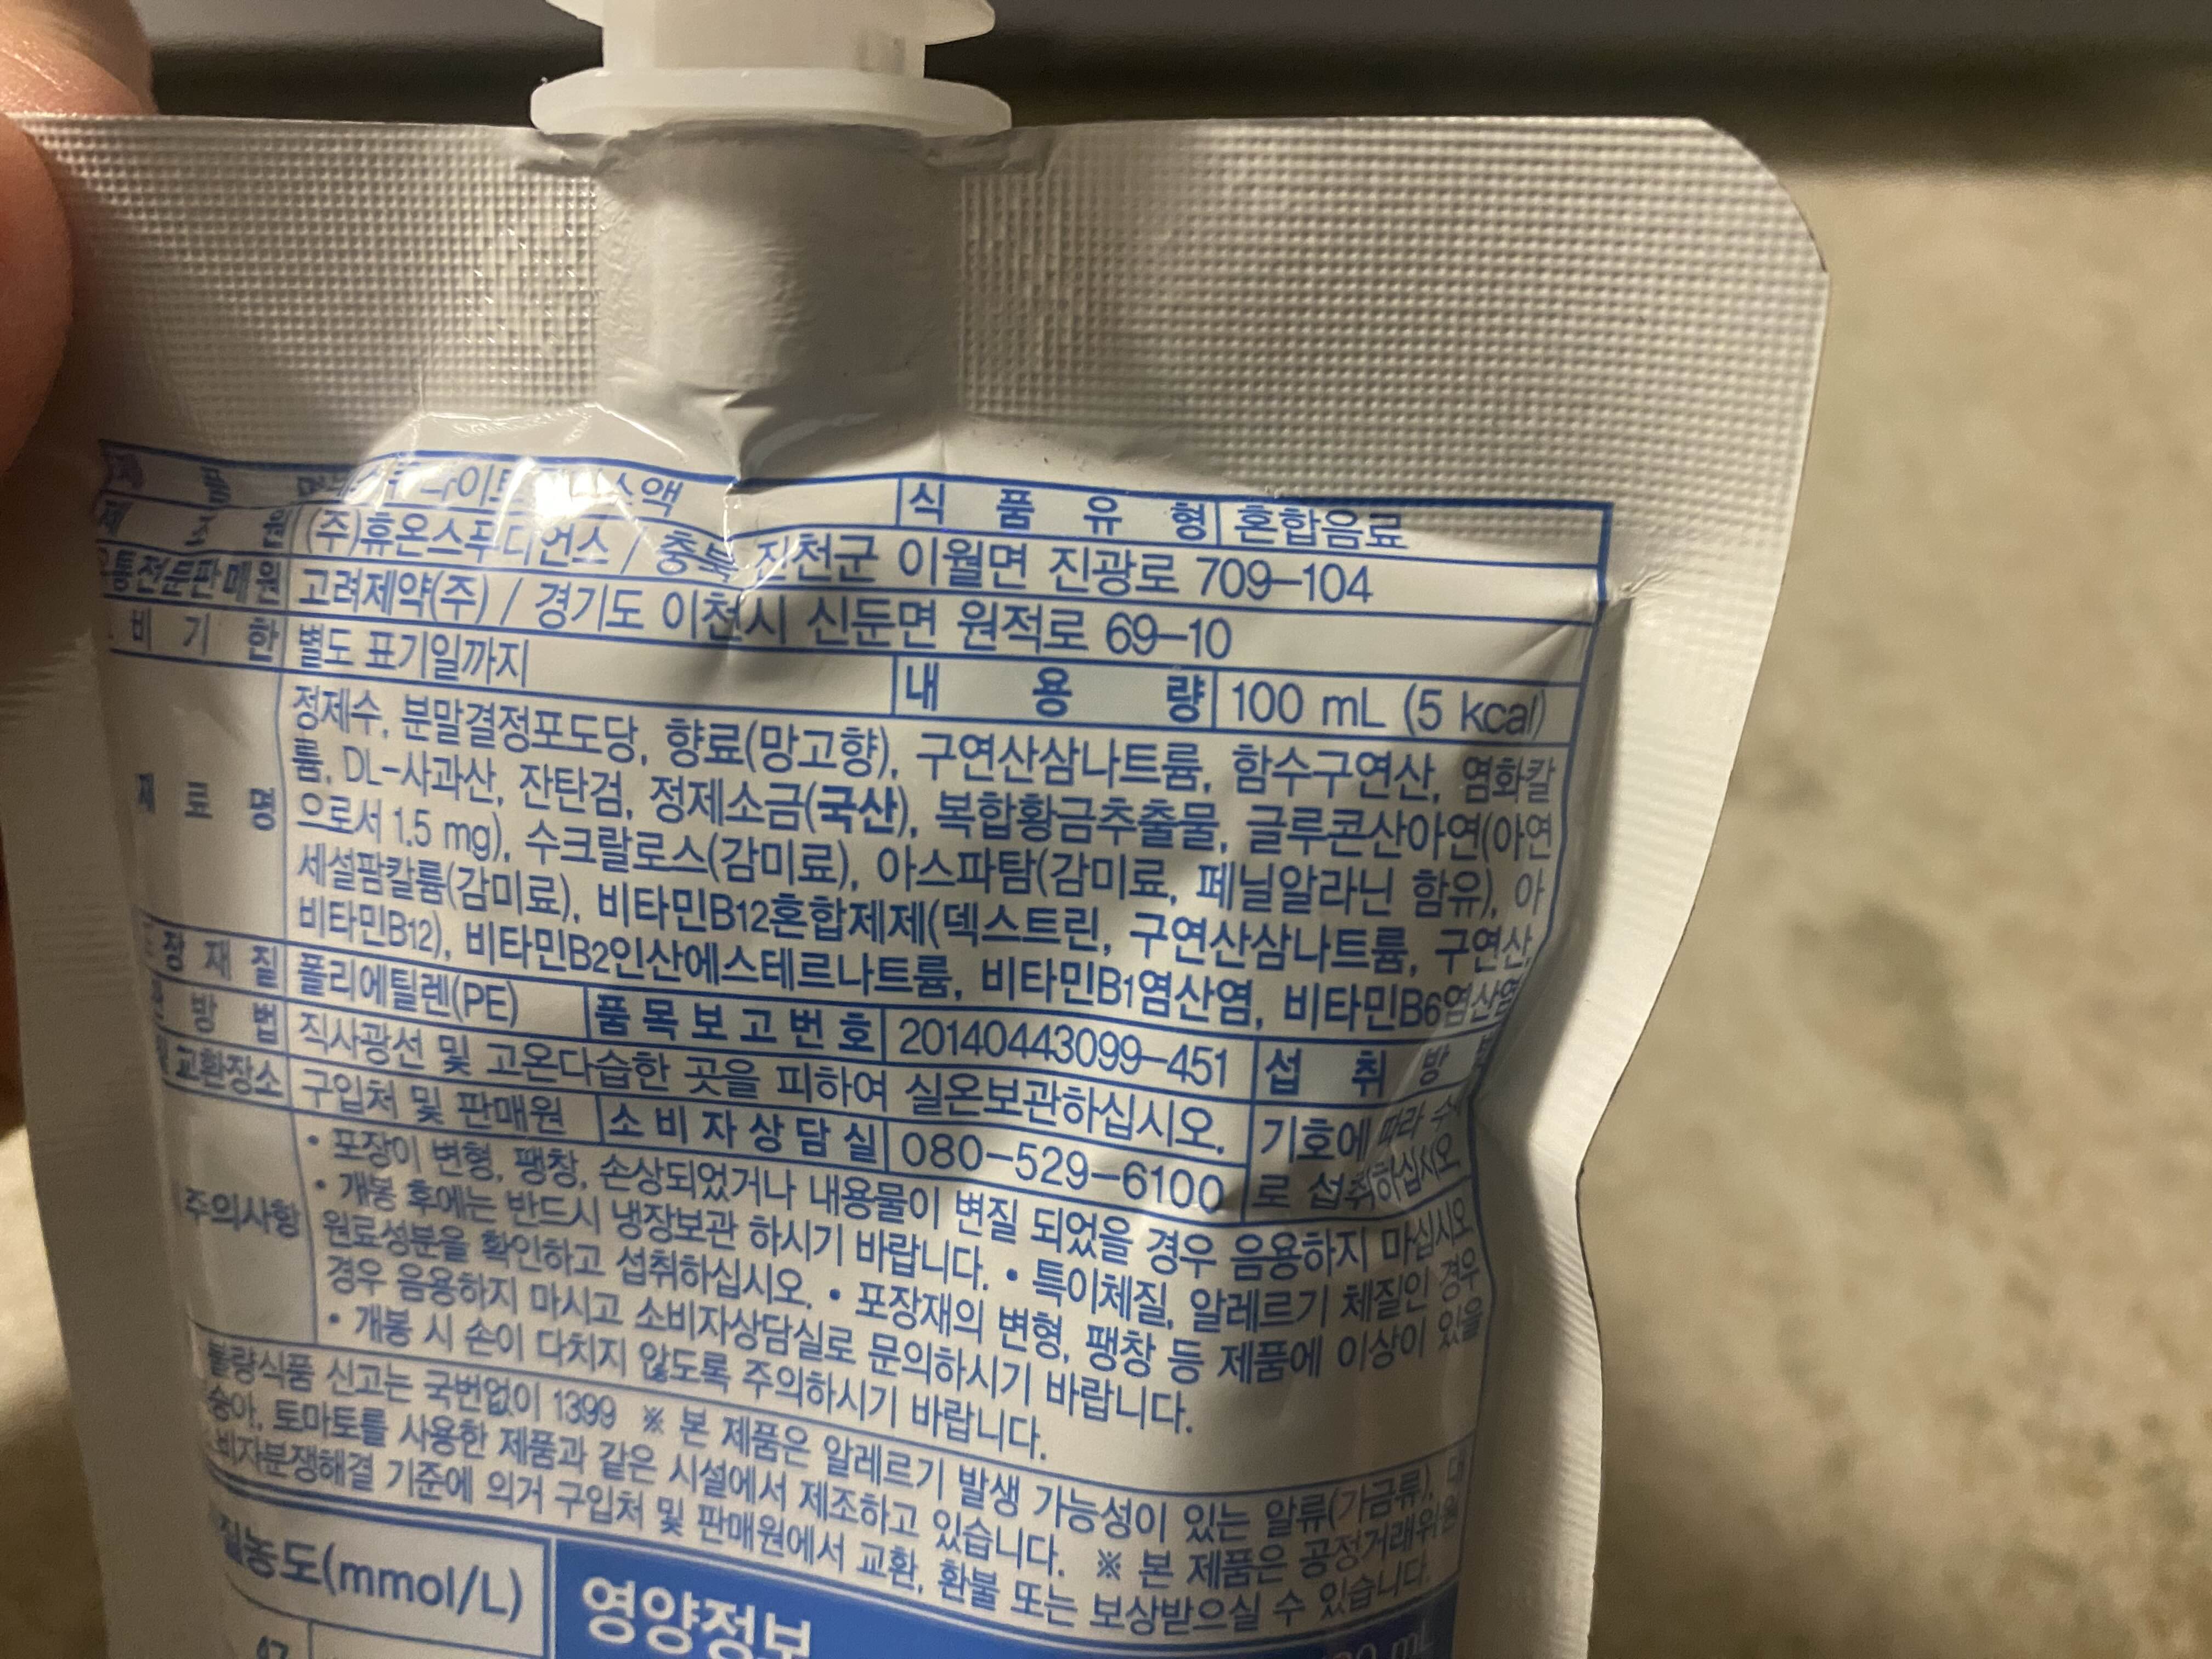 식 품 유 형 혼합음료
(주)휴온스푸디언스 / 충북 진천군 이월면 진광로 709-104
유통전문판매원 고려제약(주) / 경기도 이천시 신둔면 원적로 69-10
비 기 한 별도 표기일까지 내 용 량 100 mL (5 kcal)
정제수, 분말결정포도당, 향료(망고향), 구연산삼나트륨, 함수구연산, 염화칼
륨, DL-사과산, 잔탄검, 정제소금(국산), 복합황금추출물, 글루콘산아연(아연
재 료 명 으로서 1.5 mg), 수크랄로스(감미료), 아스파탐(감미료, 페닐알라닌 함유), 아
세설팜칼륨(감미료), 비타민B12혼합제제(덱스트린, 구연산삼나트륨, 구연산,
비타민B12), 비타민B2인산에스테르나트륨, 비타민B1염산염, 비타민B6염산염
장 재 질 폴리에틸렌(PE) 품목보고번호 20140443099-451 섭 취 방
방 법 직사광선 및 고온다습한 곳을 피하여 실온보관하십시오. 기호에 따라
교환장소 구입처 및 판매원 소비자상담실 080-529-6100 로 섭취하십시오.
• 포장이 변형, 팽창, 손상되었거나 내용물이 변질 되었을 경우 음용하지 마십시오.
• 개봉 후에는 반드시 냉장보관 하시기 바랍니다. • 특이체질, 알레르기 체질인 경우
주의사항 원료성분을 확인하고 섭취하십시오. • 포장재의 변형, 팽창 등 제품에 이상이 있을
경우 음용하지 마시고 소비자상담실로 문의하시기 바랍니다.
• 개봉 시 손이 다치지 않도록 주의하시기 바랍니다.
불량식품 신고는 국번없이 1399 ※ 본 제품은 알레르기 발생 가능성이 있는 알류(가금류),
숭아, 토마토를 사용한 제품과 같은 시설에서 제조하고 있습니다. ※ 본 제품은 공정거래위원
비자분쟁해결 기준에 의거 구입처 및 판매원에서 교환, 환불 또는 보상받으실 수 있습니다.
질농도(mmol/L) 영양정보